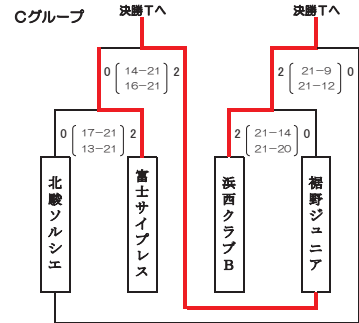 Cグループ
決勝Tへ
決勝Tへ
0
14-21
16-21
2
2
21-9
21-12
0
0
17-21
13-21
2
2
21-14
21-20
0
北駿ソルシエ
富士サイプレス
浜西クラブB
裾野ジュニア